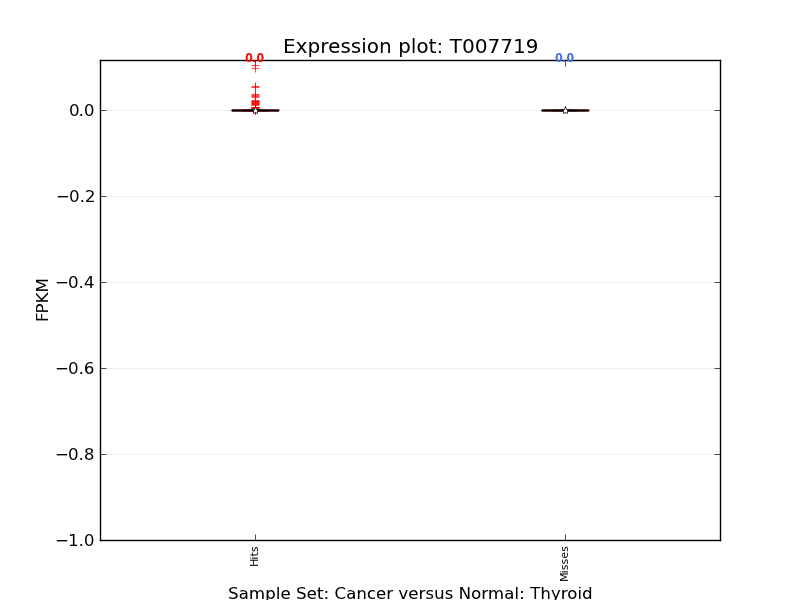 Expression plot: T007719
0.0 0.0
0.0
−0.2
−0.4
−0.6
−0.8
−1.0
FPKM
Hits Misses
Sample Set: Cancer versus Normal: Thyroid